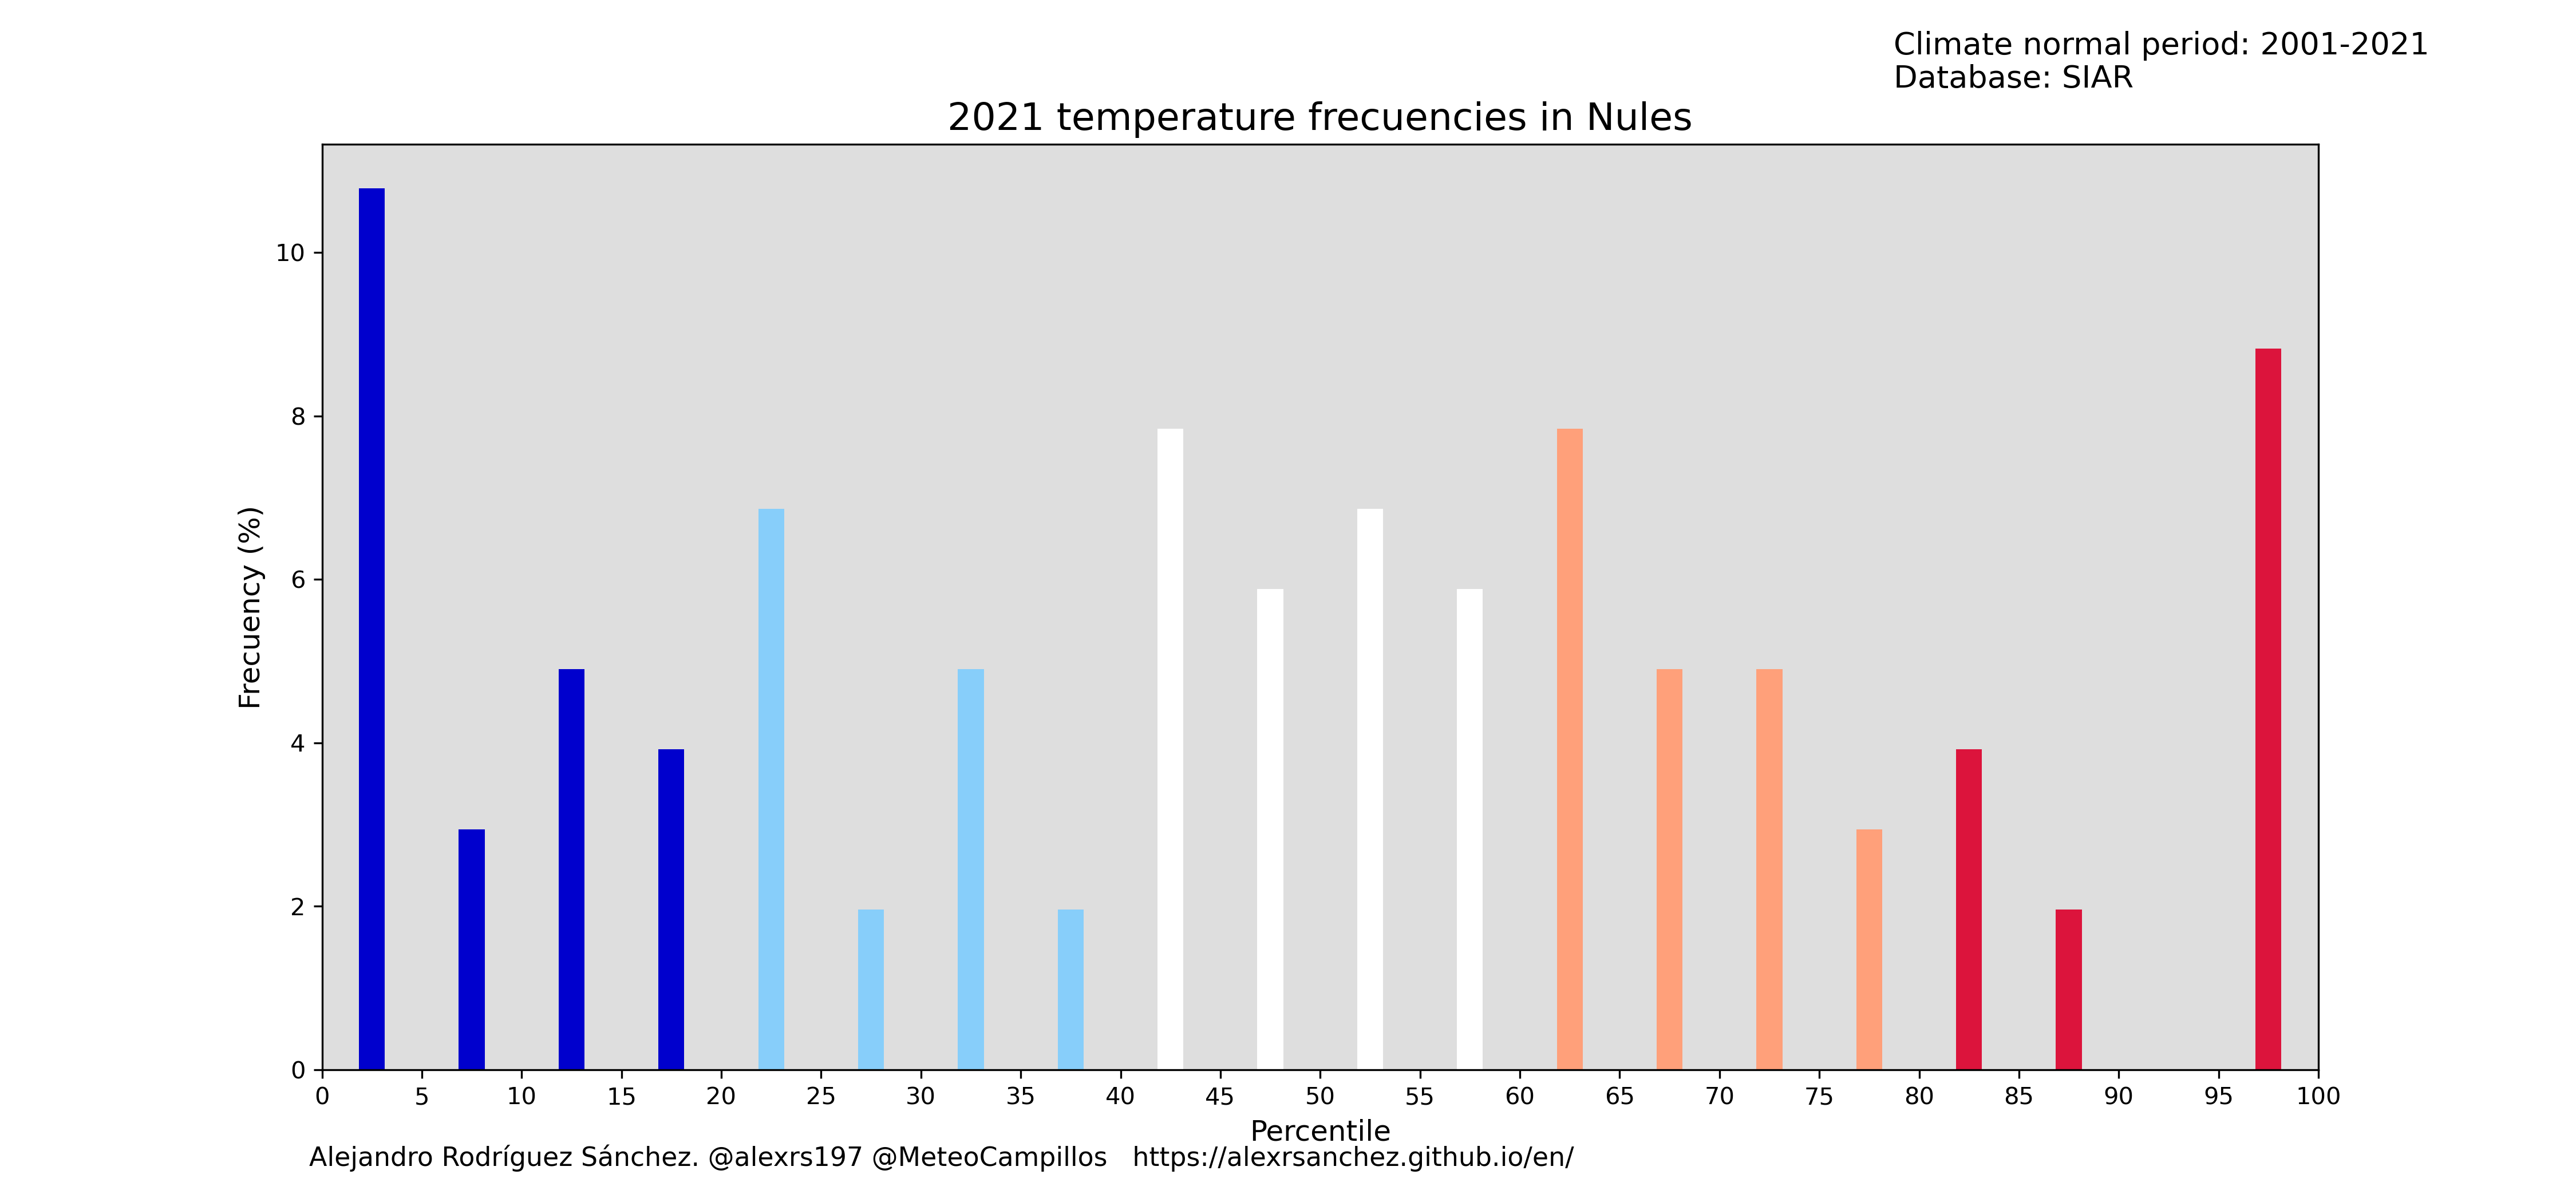 Climate normal period: 2001-2021
Database: SIAR
2021 temperature frecuencies in Nules
Frecuency (%)
10
8
6
4
2
0
0 5 10 15 20 25 30 35 40 45 50 55 60 65 70 75 80 85 90 95 100
Percentile
Alejandro Rodríguez Sánchez. @alexrs197 @MeteoCampillos https://alexrsanchez.github.io/en/